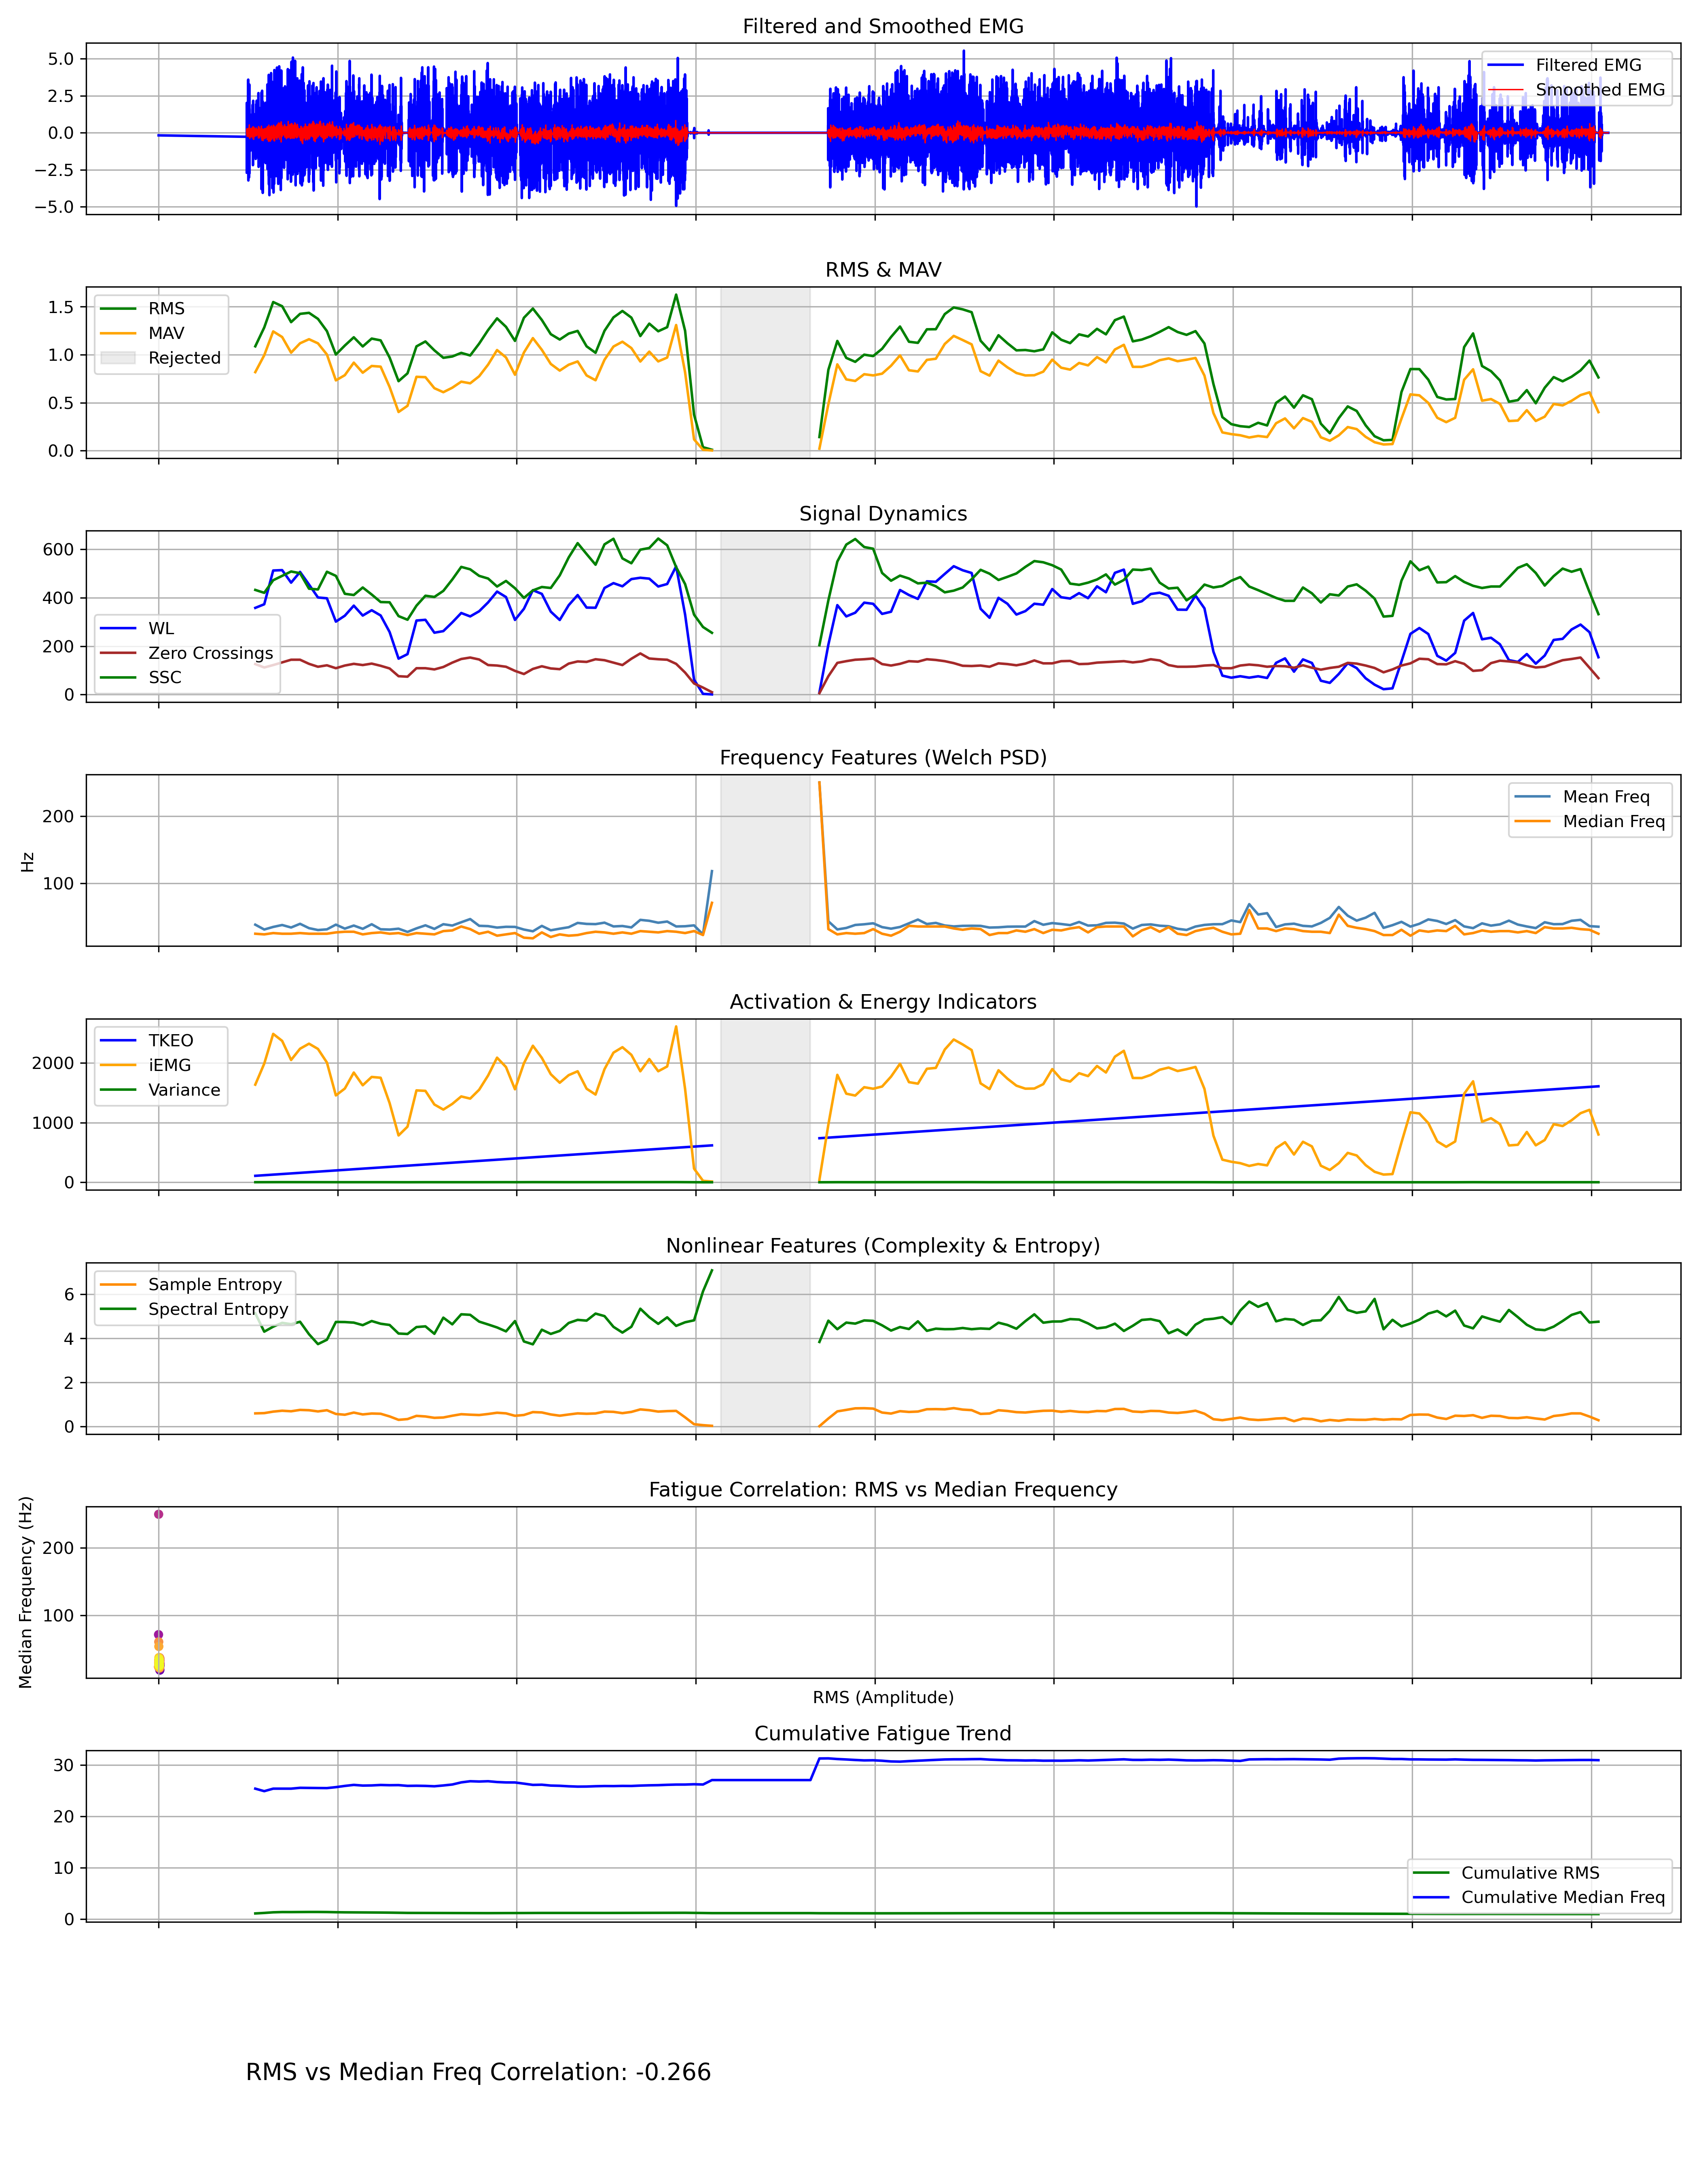 Filtered and Smoothed EMG
5.0
2.5
0.0
−2.5
−5.0
Filtered EMG
Smoothed EMG
RMS & MAV
1.5
1.0
0.5
0.0
RMS
MAV
Rejected
Signal Dynamics
600
400
200
0
WL
Zero Crossings
SSC
Frequency Features (Welch PSD)
Hz
200
100
Mean Freq
Median Freq
Activation & Energy Indicators
2000
1000
0
TKEO
iEMG
Variance
Nonlinear Features (Complexity & Entropy)
6
4
2
0
Sample Entropy
Spectral Entropy
Fatigue Correlation: RMS vs Median Frequency
Median Frequency (Hz)
200
100
RMS (Amplitude)
Cumulative Fatigue Trend
30
20
10
0
Cumulative RMS
Cumulative Median Freq
RMS vs Median Freq Correlation: -0.266